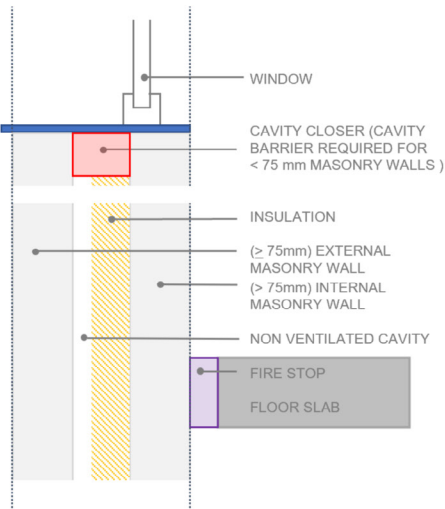 WINDOW
CAVITY CLOSER (CAVITY
BARRIER REQUIRED FOR
< 75 mm MASONRY WALLS )
INSULATION
(≥ 75mm) EXTERNAL
MASONRY WALL
(> 75mm) INTERNAL
MASONRY WALL
NON VENTILATED CAVITY
FIRE STOP
FLOOR SLAB